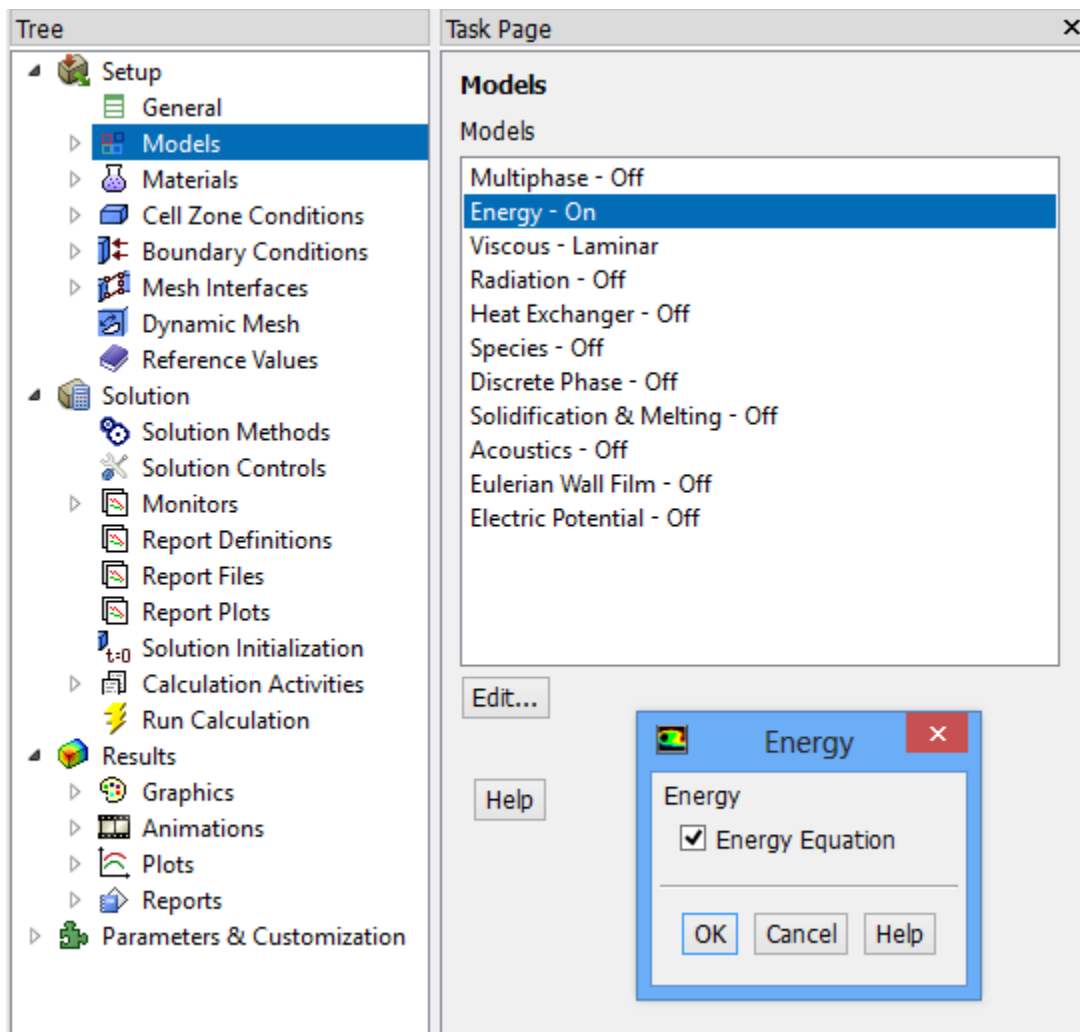 Tree
Setup
General
Models
Materials
Cell Zone Conditions
Boundary Conditions
Mesh Interfaces
Dynamic Mesh
Reference Values
Solution
Solution Methods
Solution Controls
Monitors
Report Definitions
Report Files
Report Plots
t=0 Solution Initialization
Calculation Activities
Run Calculation
Results
Graphics
Animations
Plots
Reports
Parameters & Customization
Task Page
Models
Models
Multiphase - Off
Energy - On
Viscous - Laminar
Radiation - Off
Heat Exchanger - Off
Species - Off
Discrete Phase - Off
Solidification & Melting - Off
Acoustics - Off
Eulerian Wall Film - Off
Electric Potential - Off
Edit...
Help
Energy
Energy
Energy Equation
OK Cancel Help